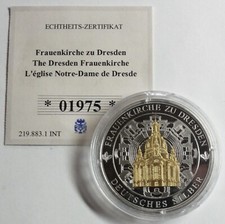 ECHTHEITS-ZERTIFIKAT
Frauenkirche zu Dresden
The Dresden Frauenkirche
L'église Notre-Dame de Dresde
* 01975 *
219.883.1 INT
FRAUENKIRCHE ZU DRESDEN
DEUTSCHES SILBER